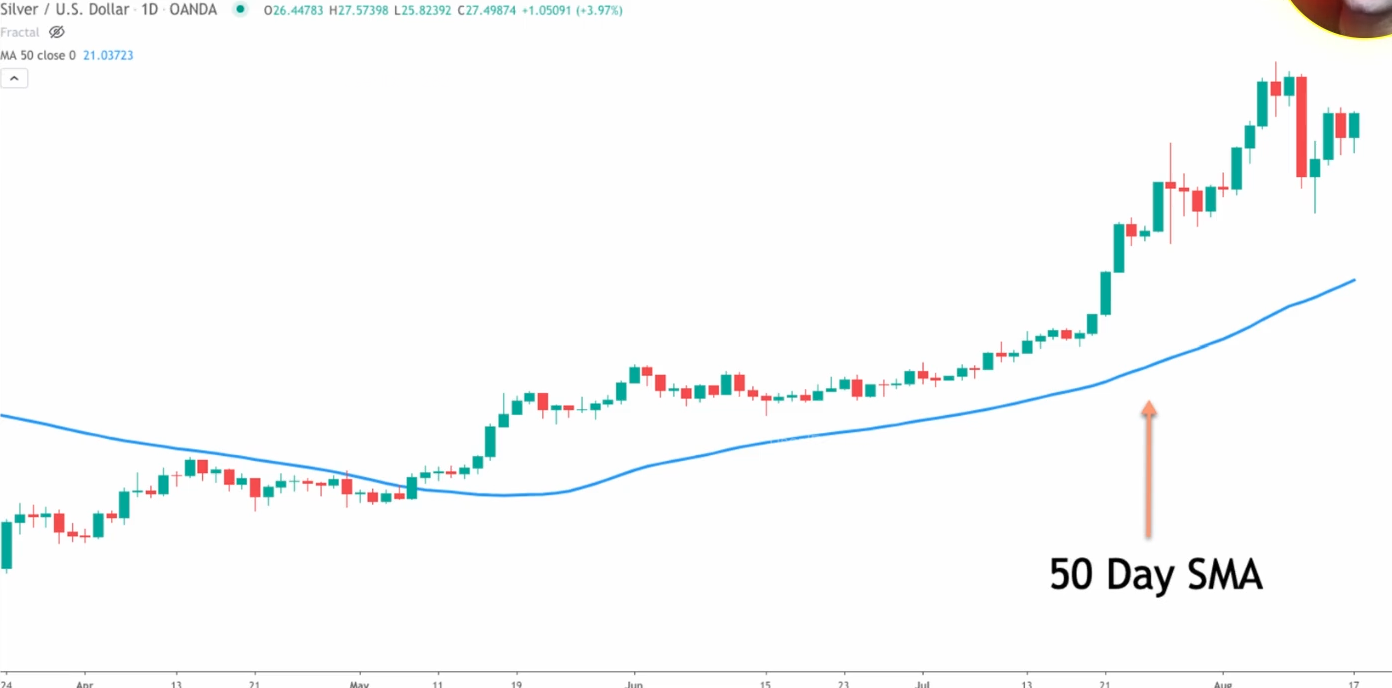 Silver / U.S. Dollar · 1D · OANDA O26.44783 H27.57398 L25.82392 C27.49874 +1.05091 (+3.97%)
Fractal
MA 50 close 0 21.03723
50 Day SMA
24 Apr 13 21 May 11 19 Jun 15 23 Jul 13 21 Aug 17